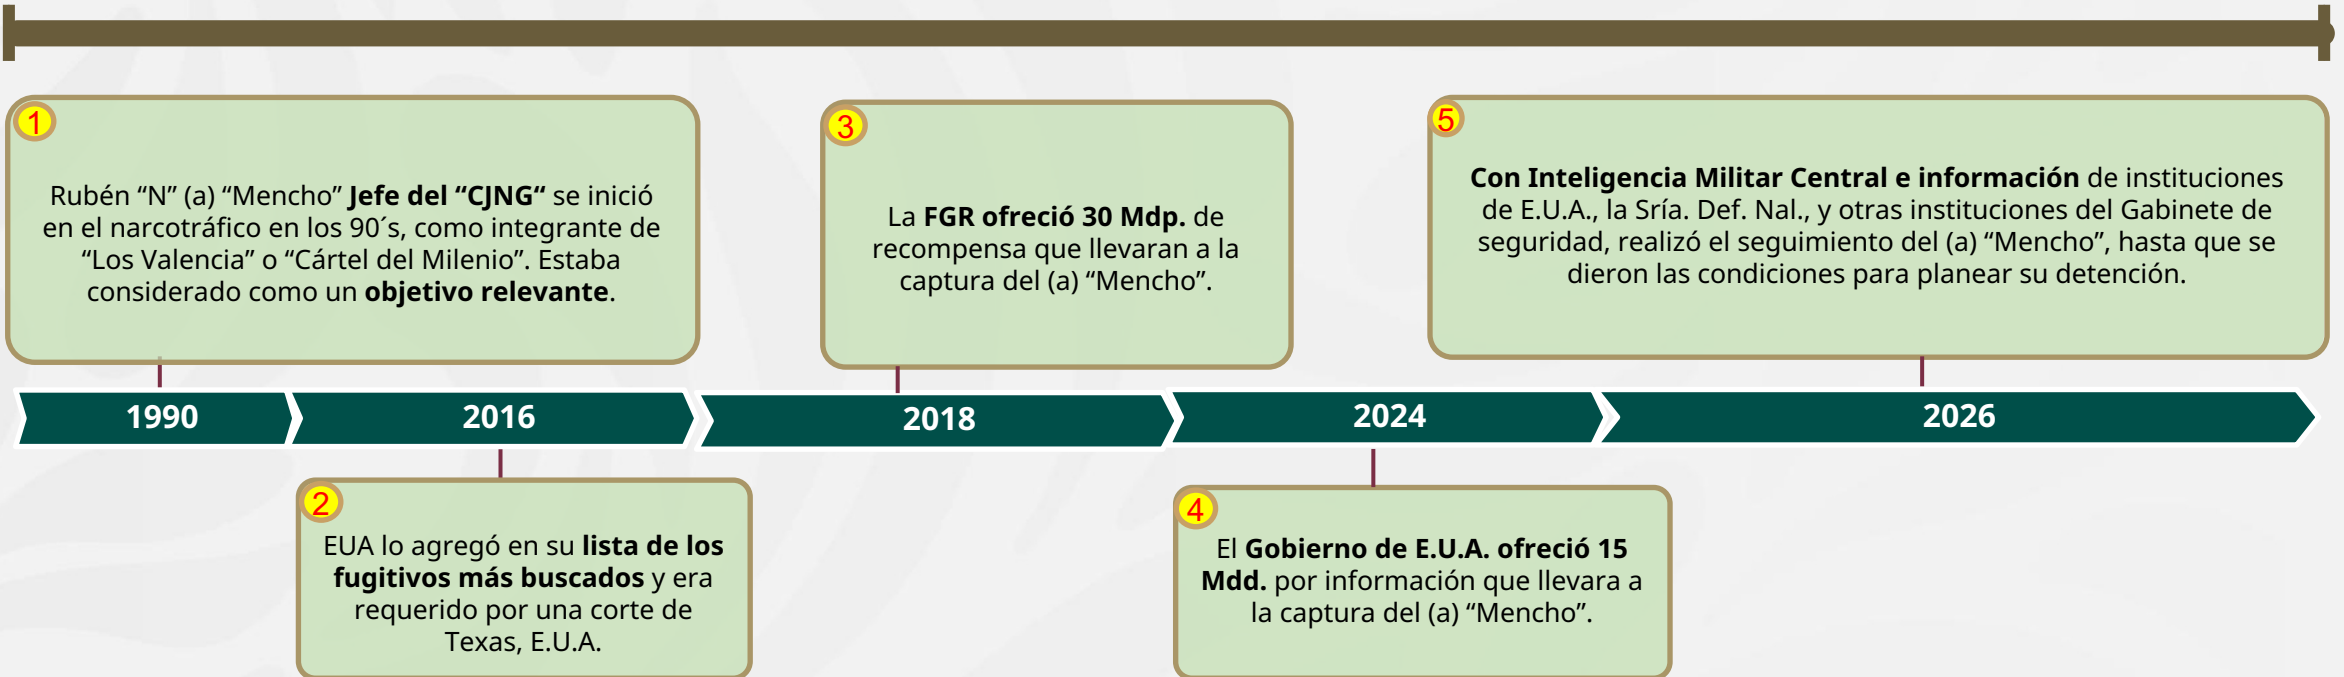 1
Rubén “N” (a) “Mencho” Jefe del “CJNG“ se inició
en el narcotráfico en los 90´s, como integrante de
“Los Valencia” o “Cártel del Milenio”. Estaba
considerado como un objetivo relevante.
3
La FGR ofreció 30 Mdp. de
recompensa que llevaran a la
captura del (a) “Mencho”.
5
Con Inteligencia Militar Central e información de instituciones
de E.U.A., la Sría. Def. Nal., y otras instituciones del Gabinete de
seguridad, realizó el seguimiento del (a) “Mencho”, hasta que se
dieron las condiciones para planear su detención.
1990
2016
2018
2024
2026
2
EUA lo agregó en su lista de los
fugitivos más buscados y era
requerido por una corte de
Texas, E.U.A.
4
El Gobierno de E.U.A. ofreció 15
Mdd. por información que llevara a
la captura del (a) “Mencho”.